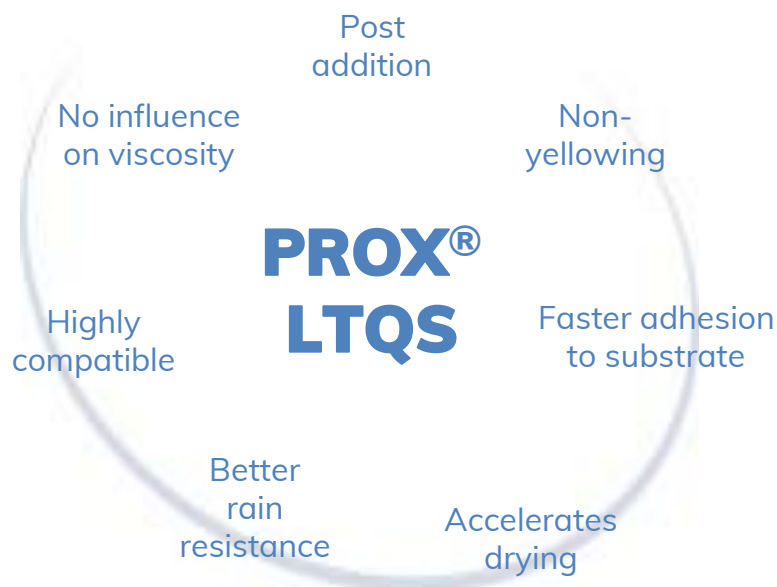 Post
addition
No influence
on viscosity
Non-
yellowing
PROX®
LTQS
Highly
compatible
Faster adhesion
to substrate
Better
rain
resistance
Accelerates
drying